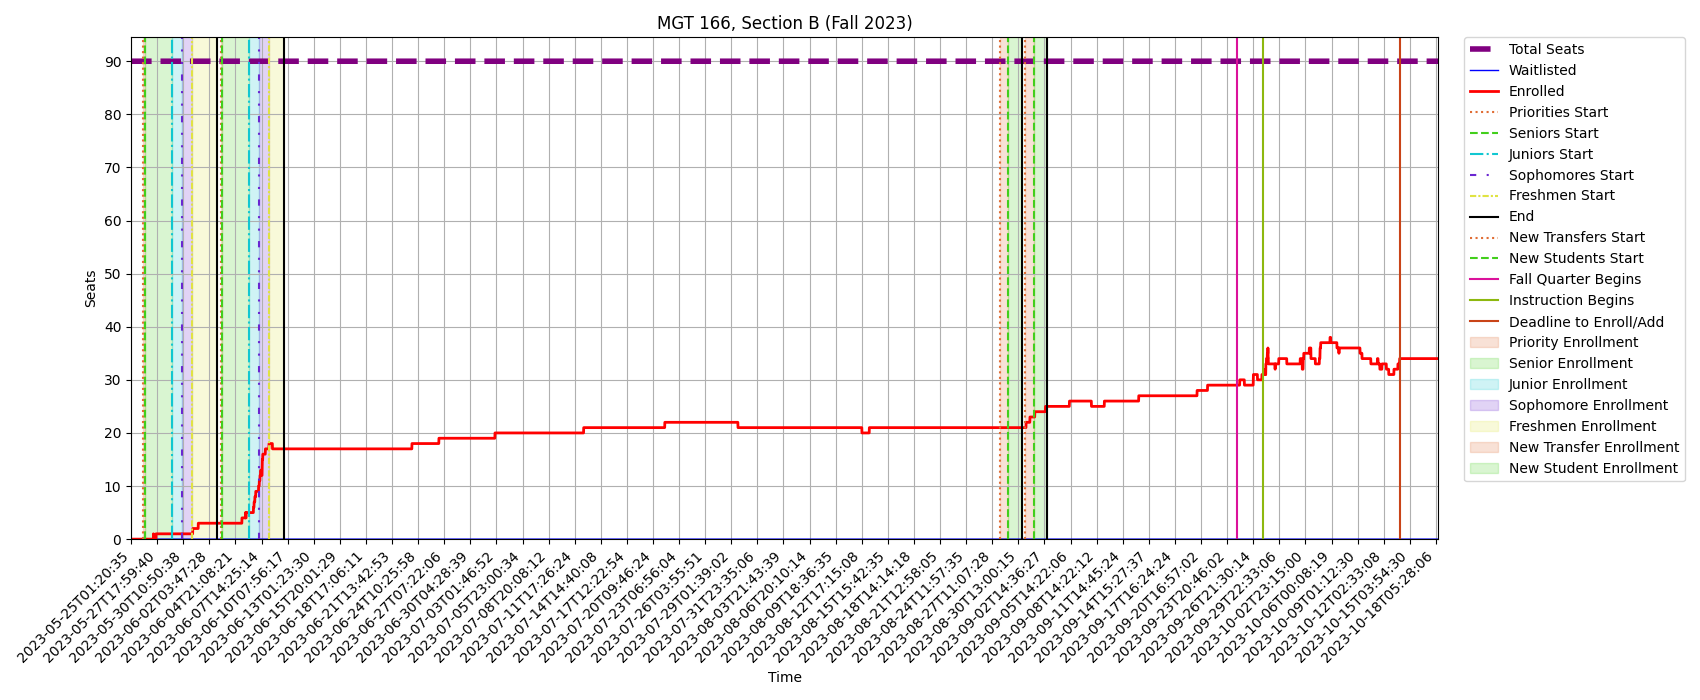 MGT 166, Section B (Fall 2023)
Seats
90
80
70
60
50
40
30
20
10
0
2023-05-25T01:20:35
2023-05-27T17:59:40
2023-05-30T10:50:38
2023-06-02T03:47:28
2023-06-04T21:08:21
2023-06-07T14:25:14
2023-06-10T07:56:17
2023-06-13T01:23:30
2023-06-15T20:01:29
2023-06-18T17:06:11
2023-06-21T13:42:53
2023-06-24T10:25:58
2023-06-27T07:22:06
2023-06-30T04:28:39
2023-07-03T01:46:52
2023-07-05T23:00:34
2023-07-08T20:08:12
2023-07-11T17:26:24
2023-07-14T14:40:08
2023-07-17T12:22:54
2023-07-20T09:46:24
2023-07-23T06:56:04
2023-07-26T03:55:51
2023-07-29T01:39:02
2023-07-31T23:35:06
2023-08-03T21:43:39
2023-08-06T20:10:14
2023-08-09T18:36:35
2023-08-12T17:15:08
2023-08-15T15:42:35
2023-08-18T14:14:18
2023-08-21T12:58:05
2023-08-24T11:57:35
2023-08-27T11:07:28
2023-08-30T13:00:15
2023-09-02T14:36:27
2023-09-05T14:22:06
2023-09-08T14:22:12
2023-09-11T14:45:24
2023-09-14T15:27:37
2023-09-17T16:24:24
2023-09-20T16:57:02
2023-09-23T20:46:02
2023-09-26T21:30:14
2023-09-29T22:33:06
2023-10-02T23:15:00
2023-10-06T00:08:19
2023-10-09T01:12:30
2023-10-12T02:33:08
2023-10-15T03:54:30
2023-10-18T05:28:06
Time
Total Seats
Waitlisted
Enrolled
Priorities Start
Seniors Start
Juniors Start
Sophomores Start
Freshmen Start
End
New Transfers Start
New Students Start
Fall Quarter Begins
Instruction Begins
Deadline to Enroll/Add
Priority Enrollment
Senior Enrollment
Junior Enrollment
Sophomore Enrollment
Freshmen Enrollment
New Transfer Enrollment
New Student Enrollment